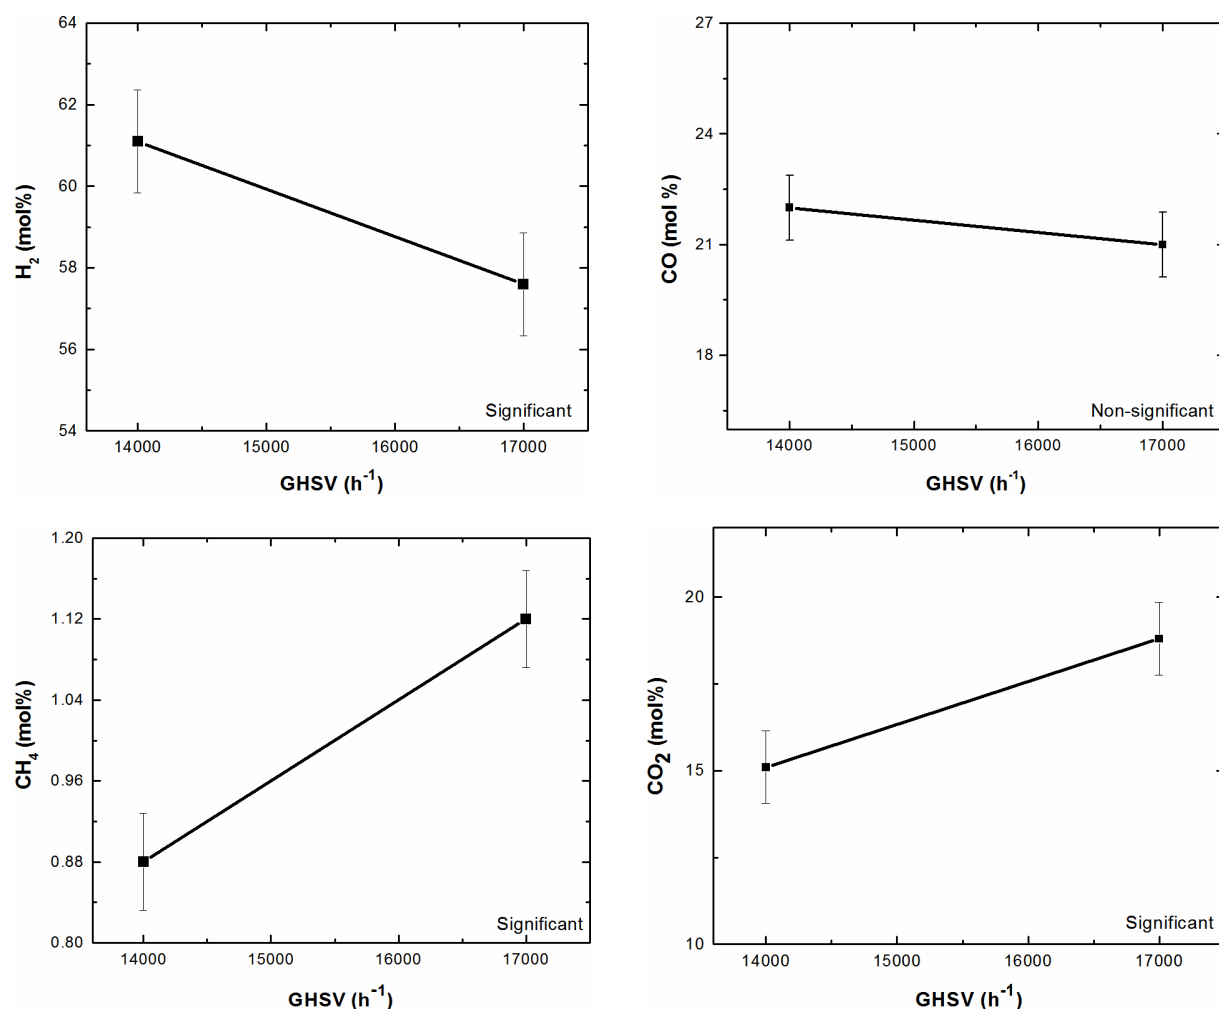 64
62
60
58
56
54
H₂ (mol%)
Significant
14000 15000 16000 17000
GHSV (h⁻¹)
27
24
21
18
CO (mol %)
Non-significant
14000 15000 16000 17000
GHSV (h⁻¹)
1.20
1.12
1.04
0.96
0.88
0.80
CH₄ (mol%)
Significant
14000 15000 16000 17000
GHSV (h⁻¹)
20
15
10
CO₂ (mol%)
Significant
14000 15000 16000 17000
GHSV (h⁻¹)